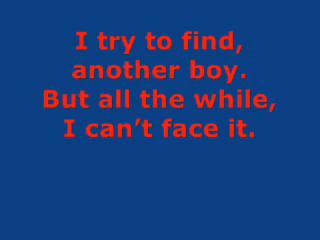 I try to find,
another boy.
But all the while,
I can’t face it.